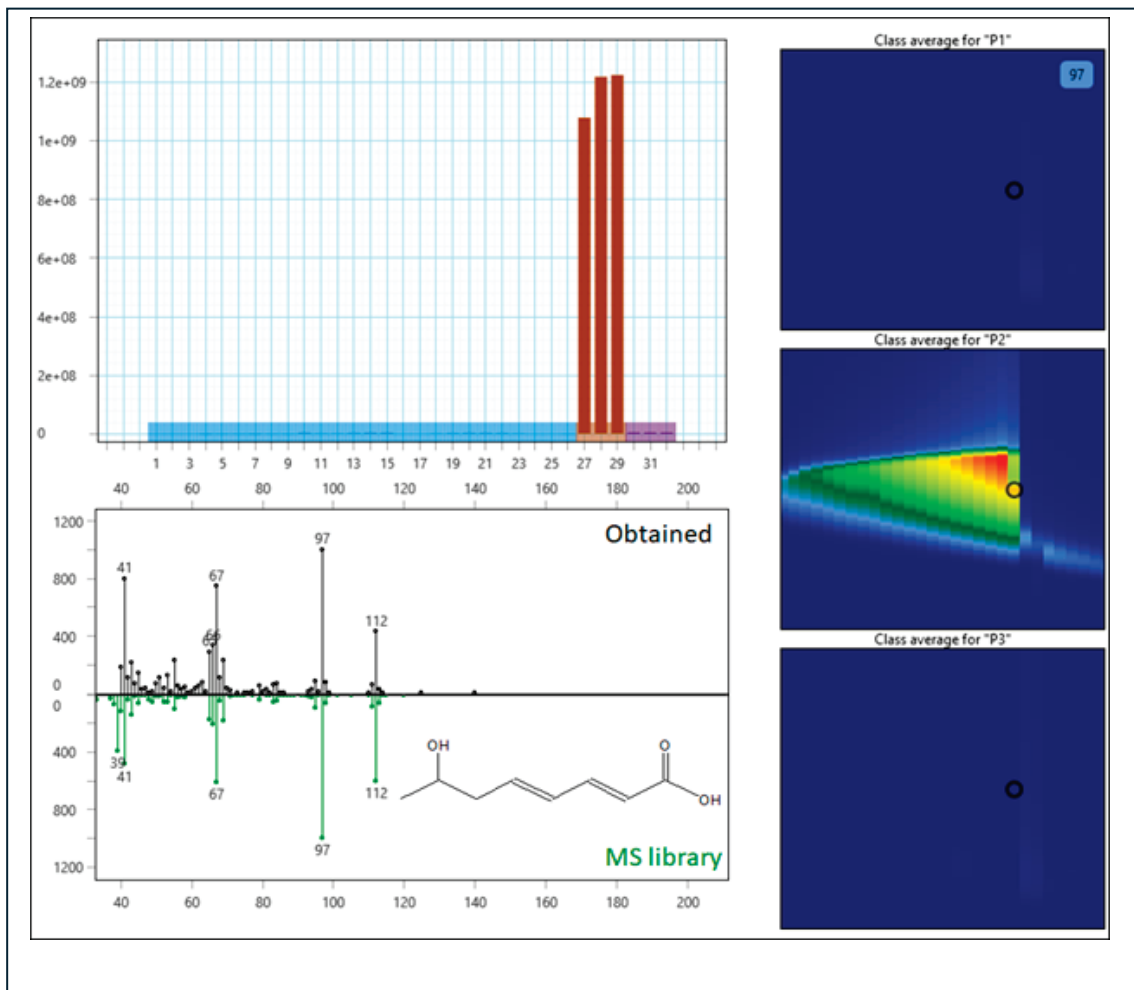 1.2e+09
1e+09
8e+08
6e+08
4e+08
2e+08
0
1 3 5 7 9 11 13 15 17 19 21 23 25 27 29 31
40 60 80 100 120 140 160 180 200
1200
800
400
0
0
400
800
1200
Obtained
41
67
97
112
66
39
41
67
97
112
OH
O
OH
MS library
40 60 80 100 120 140 160 180 200
Class average for "P1"
97
Class average for "P2"
Class average for "P3"